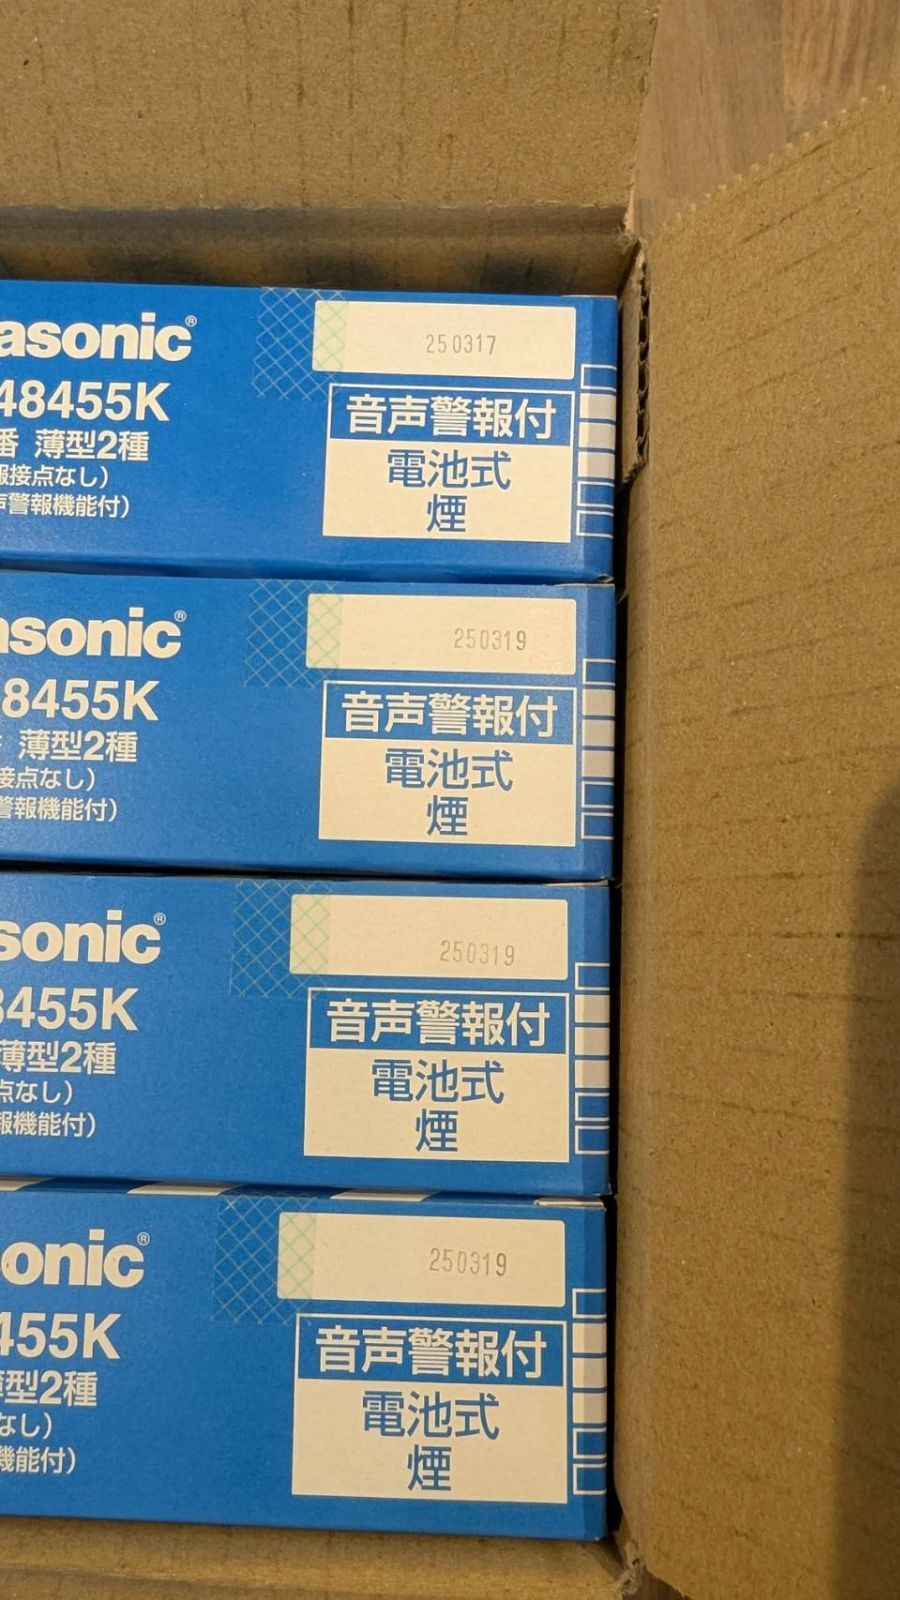 asonic®
250317
48455K
番 薄型2種
報接点なし)
声警報機能付)
音声警報付
電池式
煙
asonic®
250319
8455K
薄型2種
接点なし)
警報機能付)
音声警報付
電池式
煙
sonic®
250319
8455K
薄型2種
点なし)
報機能付)
音声警報付
電池式
煙
onic®
250319
455K
型2種
なし)
機能付)
音声警報付
電池式
煙